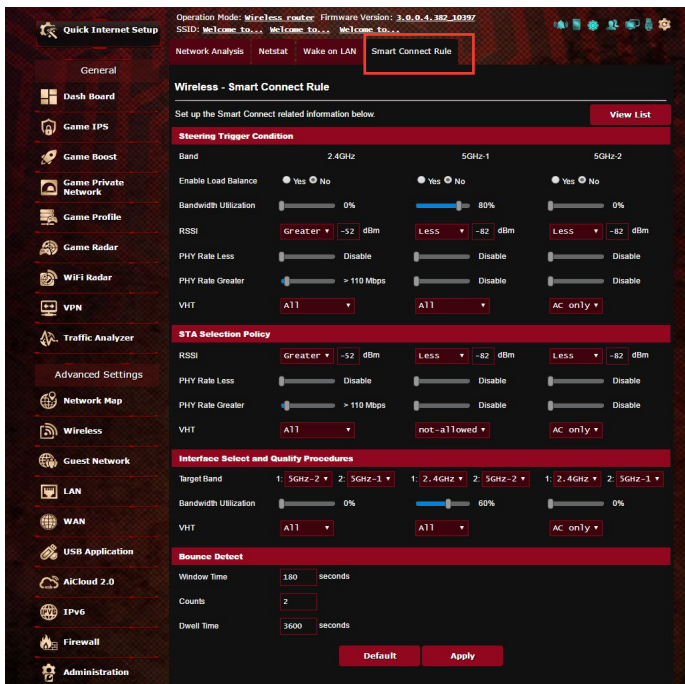 Quick Internet Setup
General
Dash Board
Game IPS
Game Boost
Game Private
Network
Game Profile
Game Radar
WiFi Radar
VPN
Traffic Analyzer
Advanced Settings
Network Map
Wireless
Guest Network
LAN
WAN
USB Application
AiCloud 2.0
IPv6
Firewall
Administration
Operation Mode: Wireless router Firmware Version: 3.0.0.4.382_10397
SSID: Welcome to... Welcome to... Welcome to...
Network Analysis Netstat Wake on LAN Smart Connect Rule
Wireless - Smart Connect Rule
Set up the Smart Connect related information below. View List
Steering Trigger Condition
Band 2.4GHz 5GHz-1 5GHz-2
Enable Load Balance Yes No Yes No Yes No
Bandwidth Utilization 0% 80% 0%
RSSI Greater -52 dBm Less -82 dBm Less -82 dBm
PHY Rate Less Disable Disable Disable
PHY Rate Greater > 110 Mbps Disable Disable
VHT All All AC only
STA Selection Policy
RSSI Greater -52 dBm Less -82 dBm Less -82 dBm
PHY Rate Less Disable Disable Disable
PHY Rate Greater > 110 Mbps Disable Disable
VHT All not-allowed AC only
Interface Select and Qualify Procedures
Target Band 1: 5GHz-2 2: 5GHz-1 1: 2.4GHz 2: 5GHz-2 1: 2.4GHz 2: 5GHz-1
Bandwidth Utilization 0% 60% 0%
VHT All All AC only
Bounce Detect
Window Time 180 seconds
Counts 2
Dwell Time 3600 seconds
Default Apply